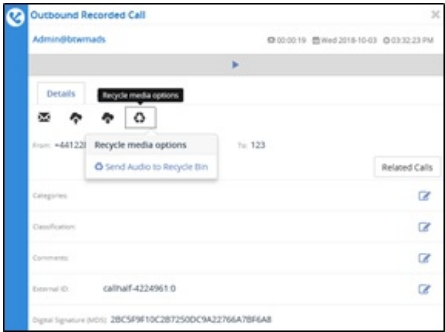 Outbound Recorded Call
Admin@btwmads 00:00:19 Wed 2018-10-03 03:32:23 PM
Details
Recycle media options
From: +441228 To: 123
Recycle media options
Send Audio to Recycle Bin
Related Calls
Categories:
Classification:
Comments:
External ID: callhalf-4224961:0
Digital Signature (MD5): 2BC5F9F10C2B7250DC9A22766A7BF6A8